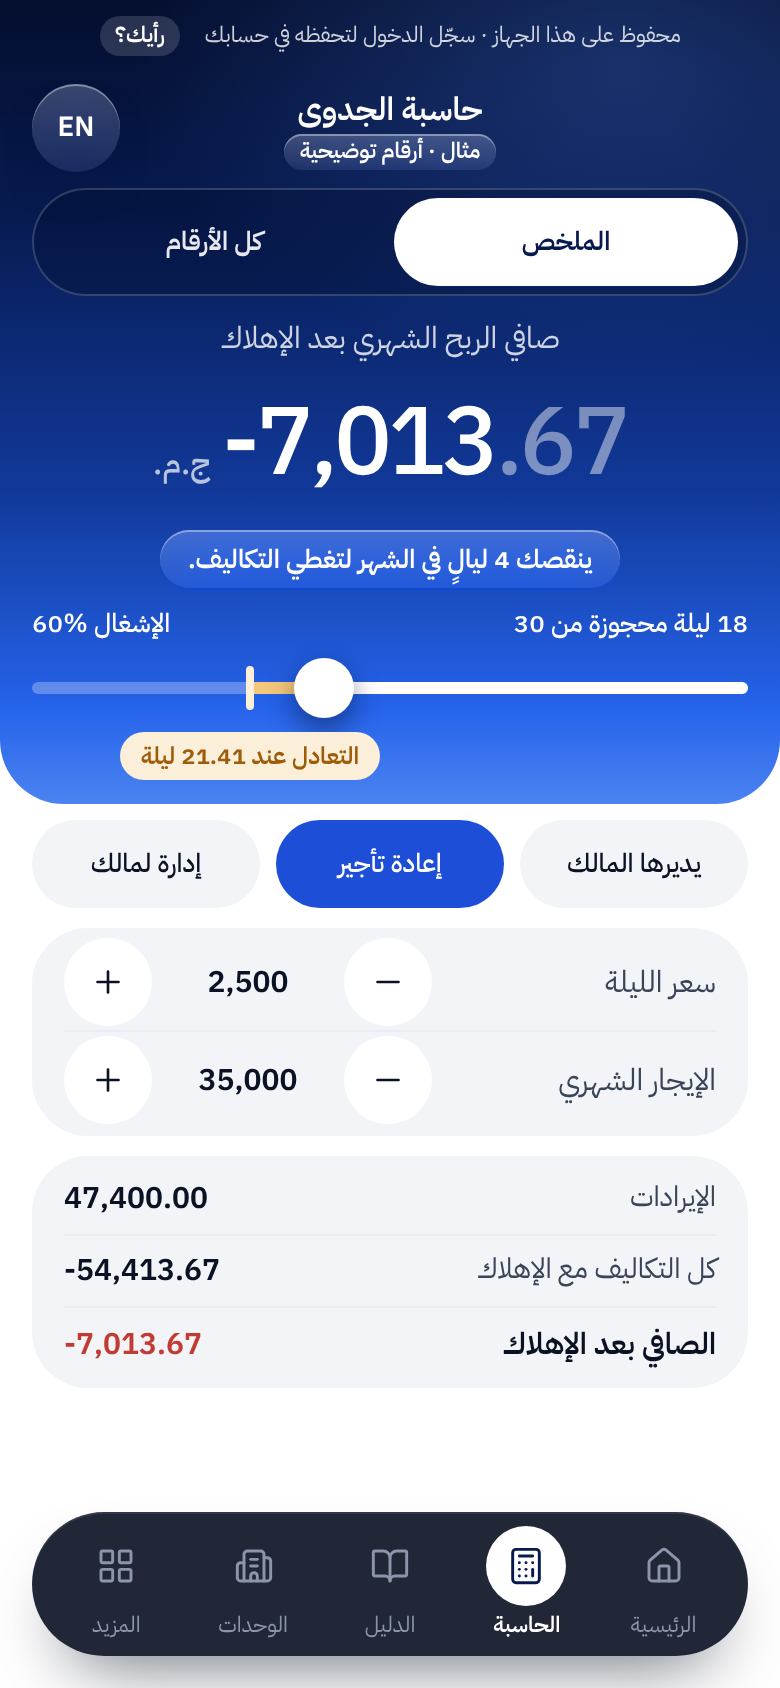 محفوظ على هذا الجهاز · سجّل الدخول لتحفظه في حسابك
رأيك؟
حاسبة الجدوى
EN
مثال · أرقام توضيحية
الملخص
كل الأرقام
صافي الربح الشهري بعد الإهلاك
-7,013.67 ج.م.
ينقصك 4 ليالٍ في الشهر لتغطي التكاليف.
18 ليلة محجوزة من 30
الإشغال 60%
التعادل عند 21.41 ليلة
يديرها المالك
إعادة تأجير
إدارة لمالك
سعر الليلة
− 2,500 +
الإيجار الشهري
− 35,000 +
الإيرادات
47,400.00
كل التكاليف مع الإهلاك
-54,413.67
الصافي بعد الإهلاك
-7,013.67
الرئيسية
الحاسبة
الدليل
الوحدات
المزيد